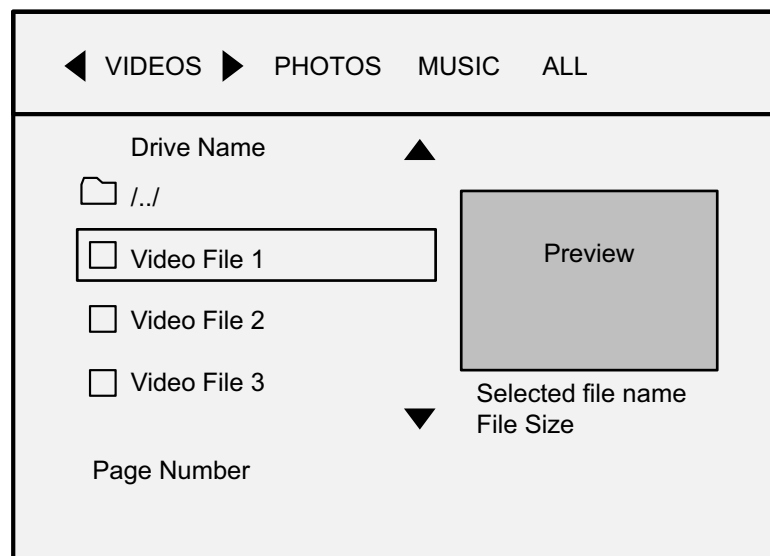 VIDEOS PHOTOS MUSIC ALL
Drive Name
/../
Video File 1
Video File 2
Video File 3
Page Number
Preview
Selected file name
File Size